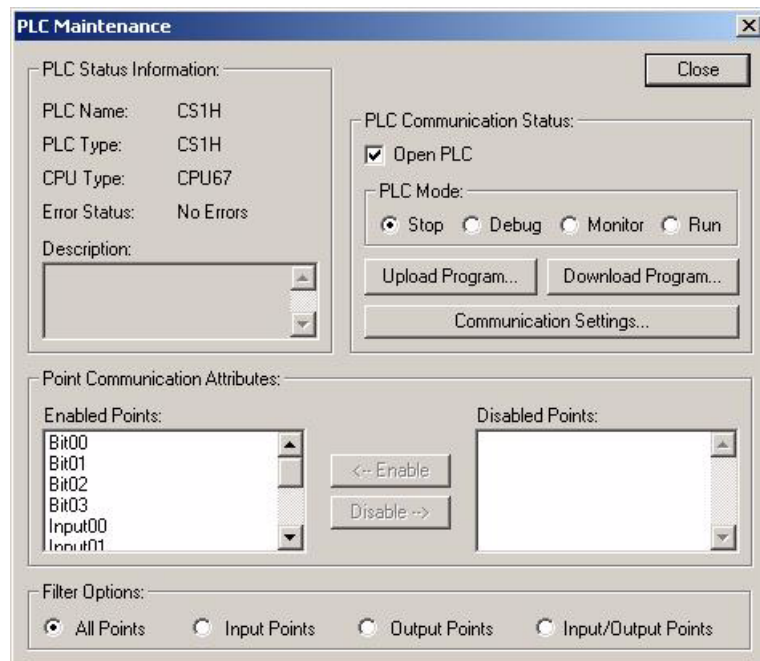 PLC Maintenance
PLC Status Information:
PLC Name: CS1H
PLC Type: CS1H
CPU Type: CPU67
Error Status: No Errors
Description:
Close
PLC Communication Status:
Open PLC
PLC Mode:
Stop Debug Monitor Run
Upload Program... Download Program...
Communication Settings...
Point Communication Attributes:
Enabled Points:
Bit00
Bit01
Bit02
Bit03
Input00
Input01
<-- Enable
Disable -->
Disabled Points:
Filter Options:
All Points Input Points Output Points Input/Output Points